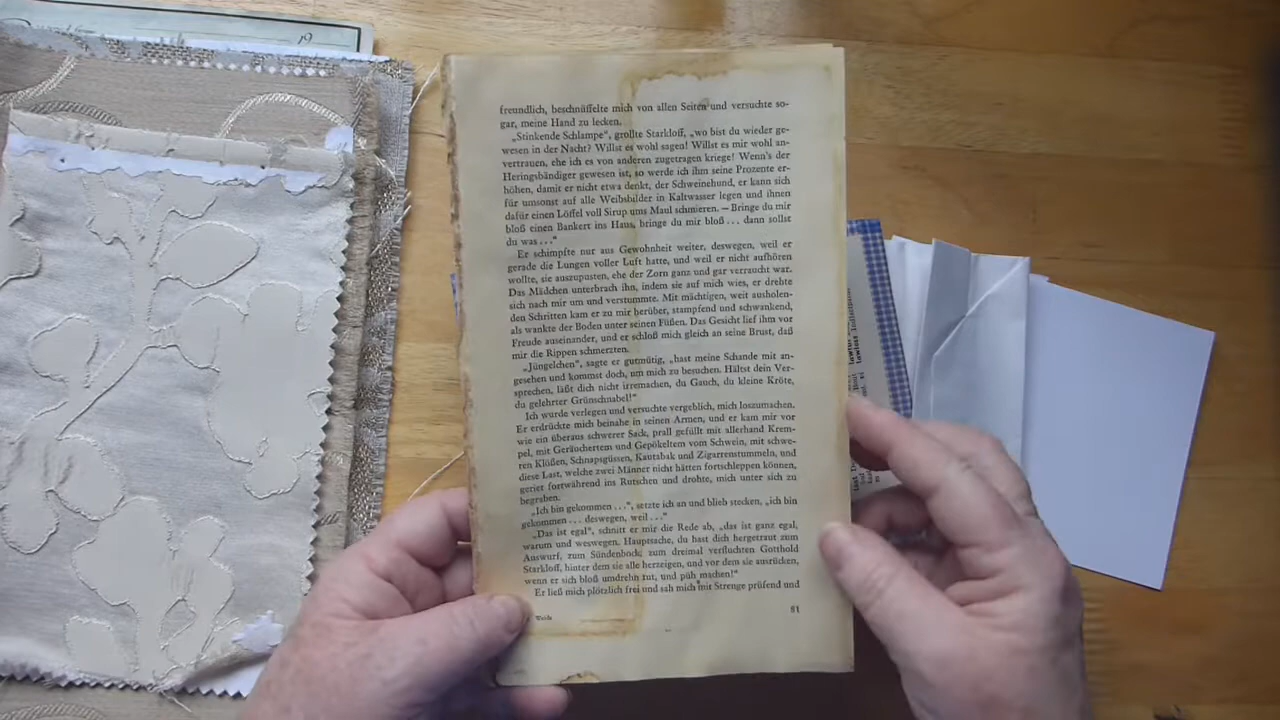 19
freundlich, beschnüffelte mich von allen Seiten und versuchte so-
gar, meine Hand zu lecken.
„Stinkende Schlampe“, grollte Starkloff, „wo bist du wieder ge-
wesen in der Nacht? Willst es wohl sagen! Willst es mir wohl an-
vertrauen, ehe ich es von anderen zugetragen kriege! Wenn's der
Heringsbändiger gewesen ist, so werde ich ihm seine Prozente er-
höhen, damit er nicht etwa denkt, der Schweinehund, er kann sich
für umsonst auf alle Weibsbilder in Kaltwasser legen und ihnen
dafür einen Löffel voll Sirup ums Maul schmieren. – Bringe du mir
bloß einen Bankert ins Haus, bringe du mir bloß ... dann sollst
du was ...“
Er schimpfte nur aus Gewohnheit weiter, deswegen, weil er
gerade die Lungen voller Luft hatte, und weil er nicht aufhören
wollte, sie auszupusten, ehe der Zorn ganz und gar verraucht war.
Das Mädchen unterbrach ihn, indem sie auf mich wies, er drehte
sich nach mir um und verstummte. Mit mächtigen, weit ausholen-
den Schritten kam er zu mir herüber, stampfend und schwankend,
als wankte der Boden unter seinen Füßen. Das Gesicht lief ihm vor
Freude auseinander, und er schloß mich gleich an seine Brust, daß
mir die Rippen schmerzten.
„Jüngelchen“, sagte er gutmütig, „hast meine Schande mit an-
gesehen und kommst doch, um mich zu besuchen. Hältst dein Ver-
sprechen, läßt dich nicht irremachen, du Gauch, du kleine Kröte,
du gelehrter Grünschnabel!“
Ich wurde verlegen und versuchte vergeblich, mich loszumachen.
Er erdrückte mich beinahe in seinen Armen, und er kam mir vor
wie ein überaus schwerer Sack, prall gefüllt mit allerhand Krem-
pel, mit Geräuchertem und Gepökeltem vom Schwein, mit schwe-
ren Klößen, Schnapsgüssen, Kautabak und Zigarrenstummeln, und
diese Last, welche zwei Männer nicht hätten fortschleppen können,
geriet fortwährend ins Rutschen und drohte, mich unter sich zu
begraben.
„Ich bin gekommen ...“, setzte ich an und blieb stecken, „ich bin
gekommen ... deswegen, weil ...“
„Das ist egal“, schnitt er mir die Rede ab, „das ist ganz egal,
warum und weswegen. Hauptsache, du hast dich hergetraut zum
Auswurf, zum Sündenbock, zum dreimal verfluchten Gotthold
Starkloff, hinter dem sie alle herzeigen, und vor dem sie ausrücken,
wenn er sich bloß umdrehn tut, und püh machen!“
Er ließ mich plötzlich frei und sah mich mit Strenge prüfend und
Weids
81